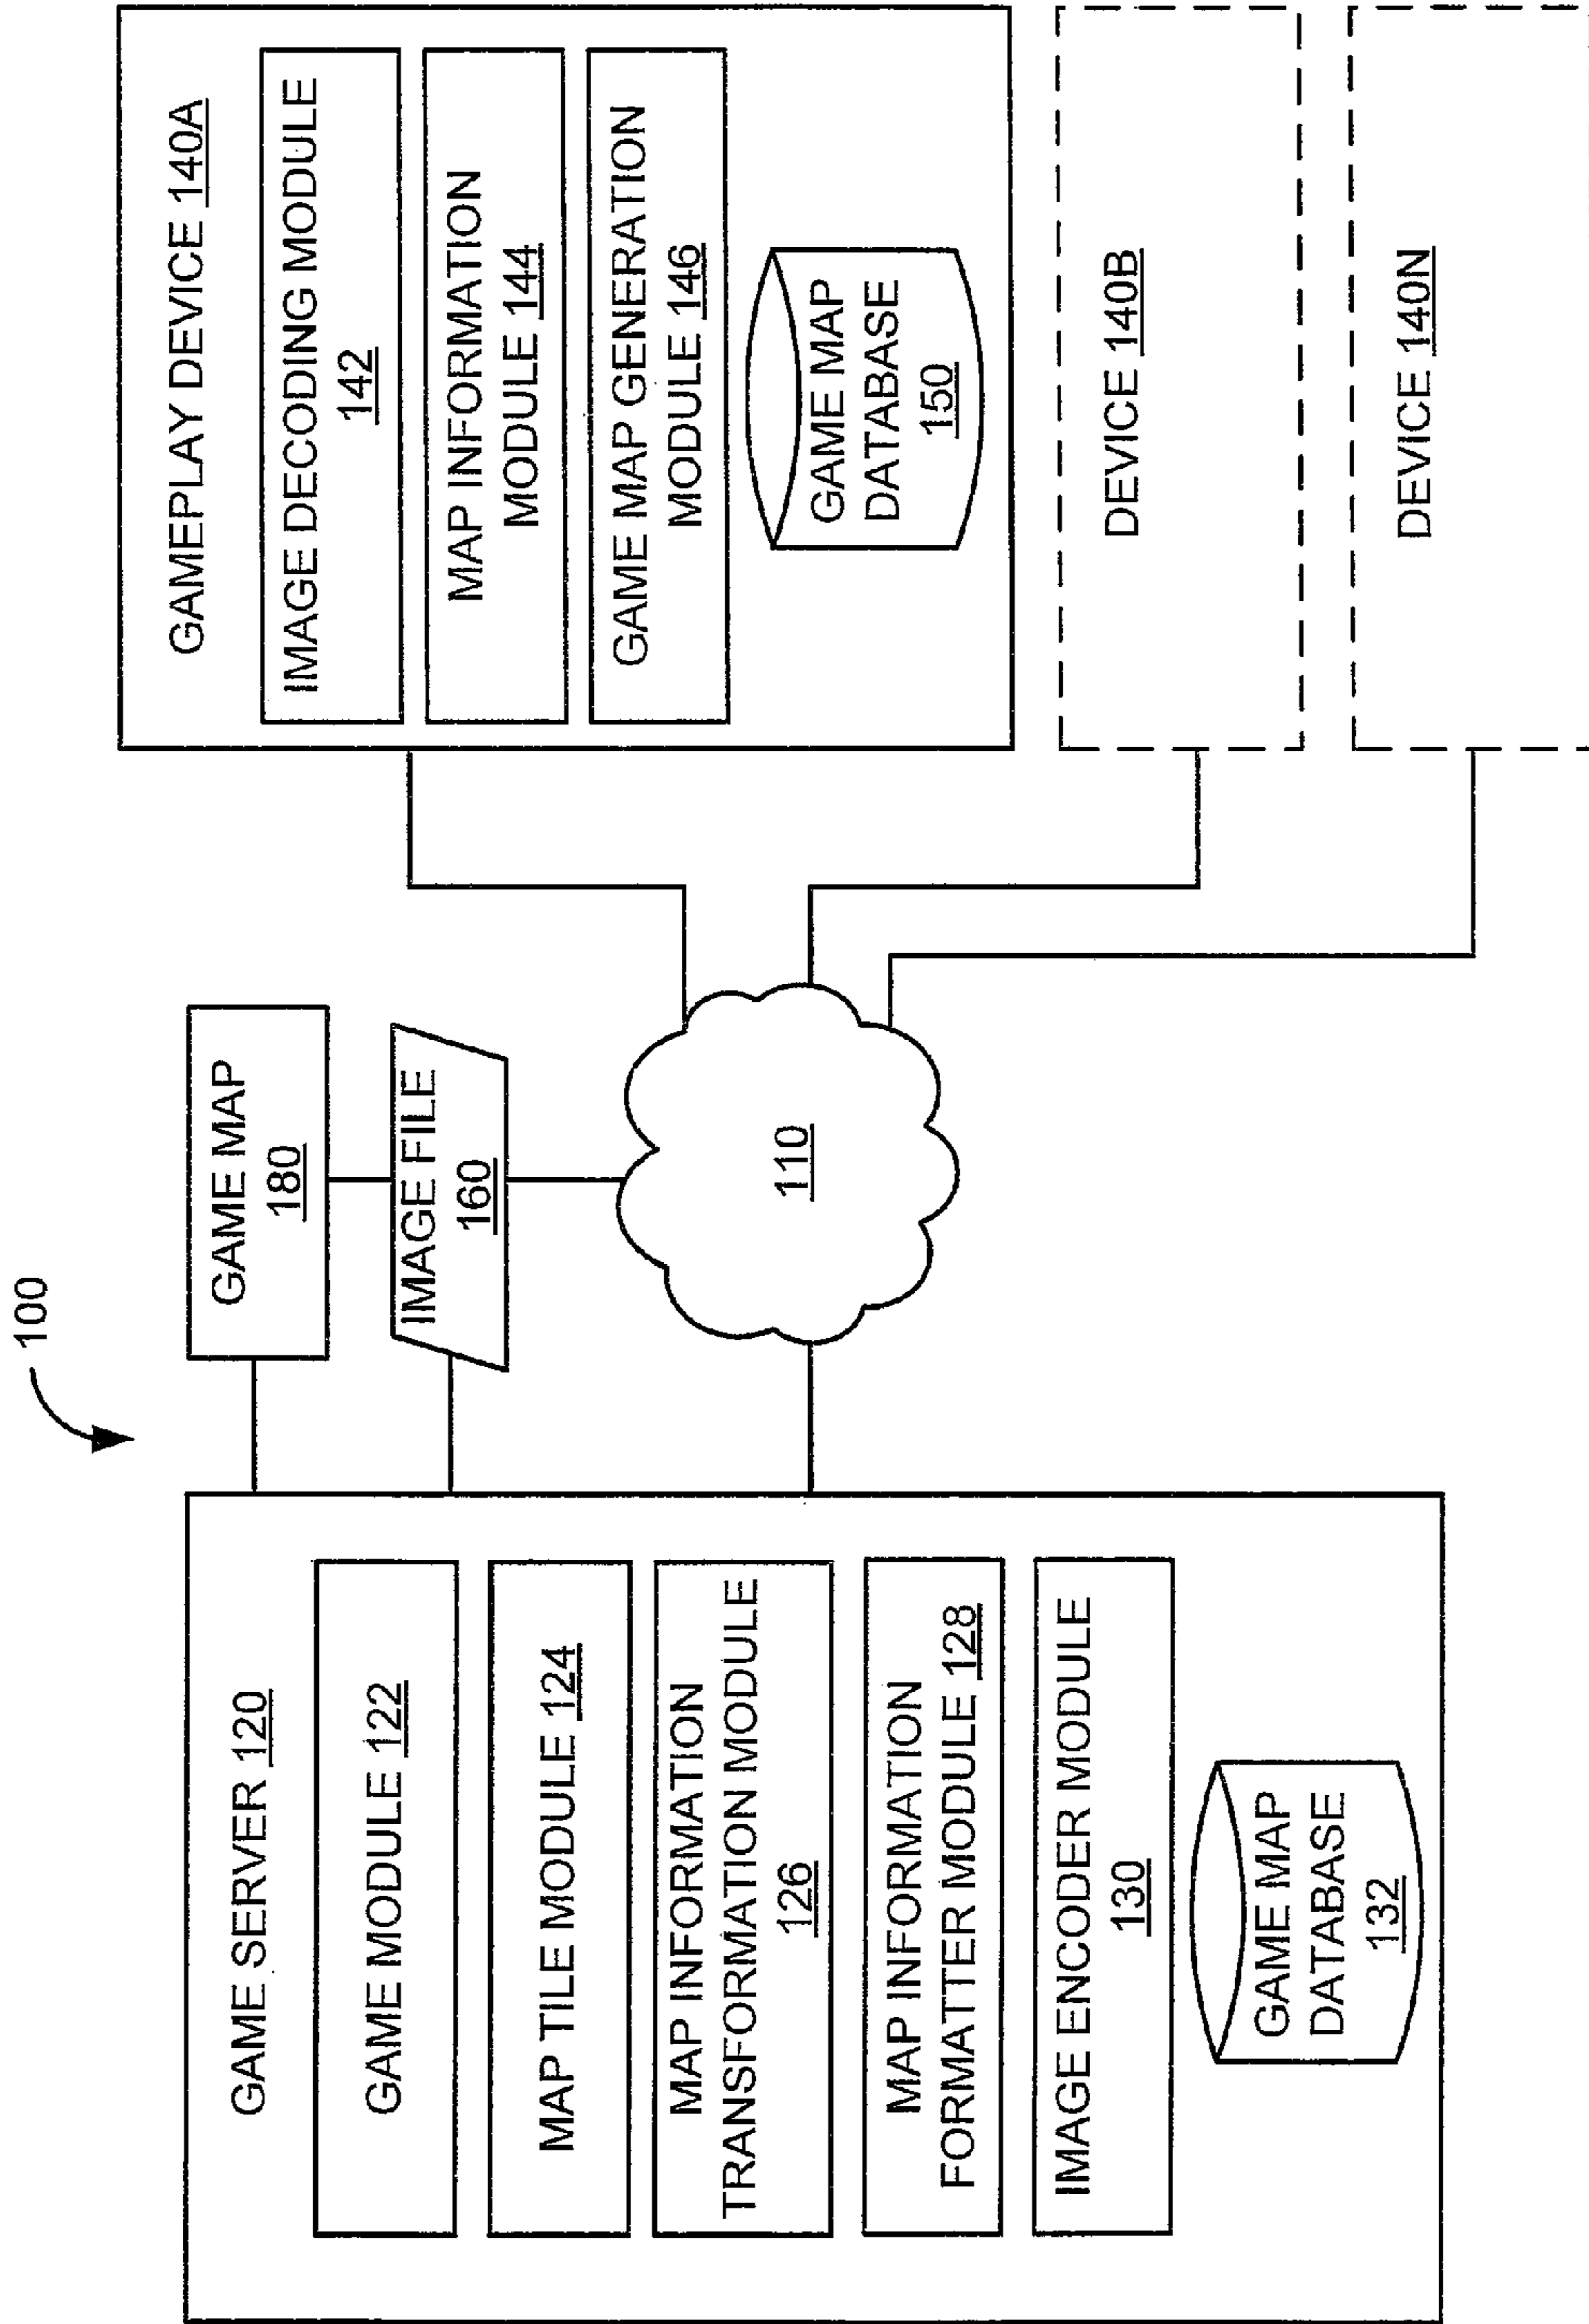 100
GAME SERVER 120
GAME MODULE 122
MAP TILE MODULE 124
MAP INFORMATION
TRANSFORMATION MODULE
126
MAP INFORMATION
FORMATTER MODULE 128
IMAGE ENCODER MODULE
130
GAME MAP
DATABASE
132
GAME MAP
180
IMAGE FILE
160
110
GAMEPLAY DEVICE 140A
IMAGE DECODING MODULE
142
MAP INFORMATION
MODULE 144
GAME MAP GENERATION
MODULE 146
GAME MAP
DATABASE
150
DEVICE 140B
DEVICE 140N